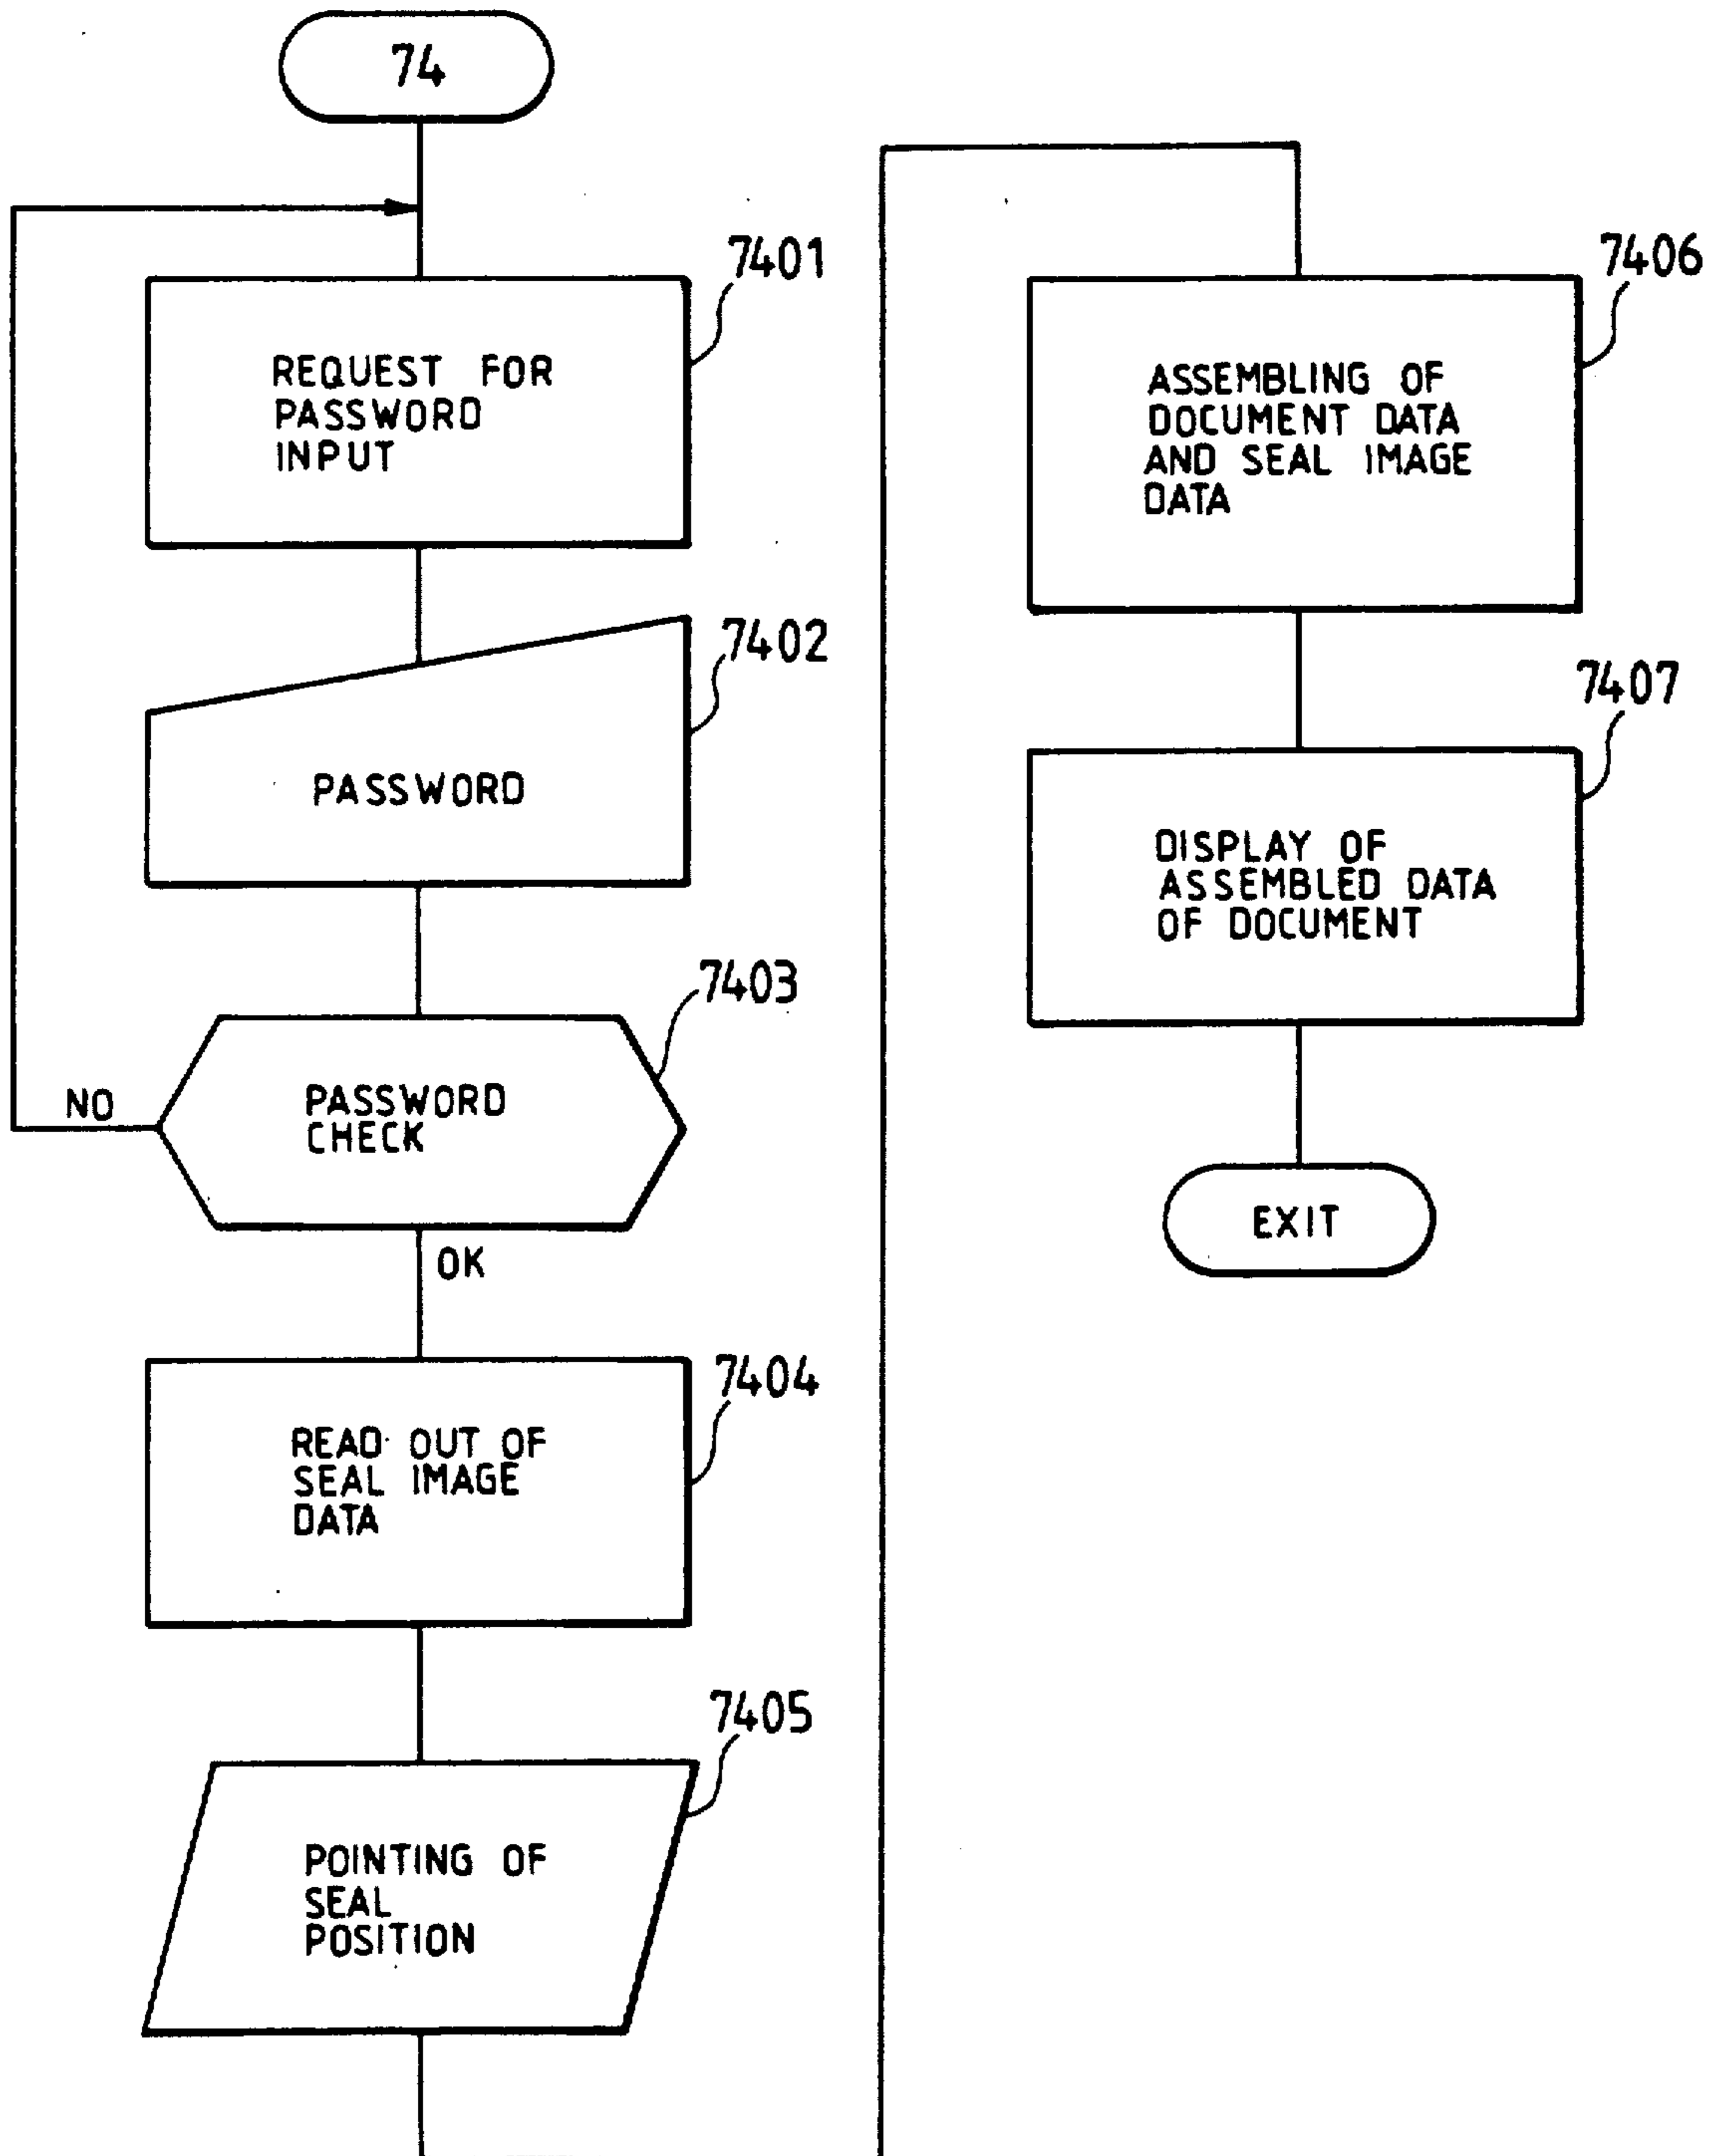 74
7401
REQUEST FOR
PASSWORD
INPUT
7402
PASSWORD
7403
PASSWORD
CHECK
NO
OK
7404
READ OUT OF
SEAL IMAGE
DATA
7405
POINTING OF
SEAL
POSITION
7406
ASSEMBLING OF
DOCUMENT DATA
AND SEAL IMAGE
DATA
7407
DISPLAY OF
ASSEMBLED DATA
OF DOCUMENT
EXIT